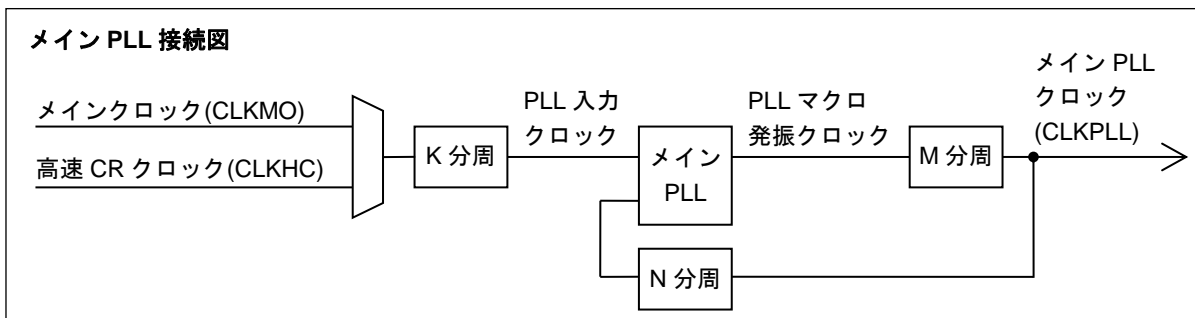 メイン PLL 接続図
メインクロック(CLKMO)
高速 CR クロック(CLKHC)
K 分周
PLL 入力
クロック
メイン
PLL
PLL マクロ
発振クロック
M 分周
メイン PLL
クロック
(CLKPLL)
N 分周